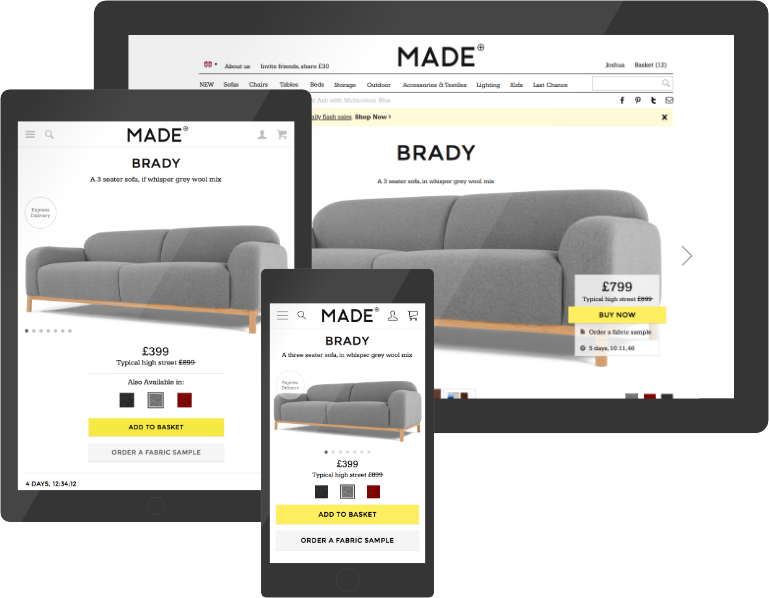 MADE
About us Invite friends, share £30
Joshua Basket (12)
NEW Sofas Chairs Tables Beds Storage Outdoor Accessories & Textiles Lighting Kids Last Chance
Ash with Multicolour Blue
daily flash sales. Shop Now >
BRADY
A 3 seater sofa, in whisper grey wool mix
£799
Typical high street £899
BUY NOW
Order a fabric sample
5 days, 10:11,46
MADE
BRADY
A 3 seater sofa, if whisper grey wool mix
Express
Delivery
£399
Typical high street £899
Also Available in:
ADD TO BASKET
ORDER A FABRIC SAMPLE
4 DAYS, 12:34:12
MADE
BRADY
A three seater sofa, in whisper grey wool mix
Express
Delivery
£399
Typical high street £899
ADD TO BASKET
ORDER A FABRIC SAMPLE